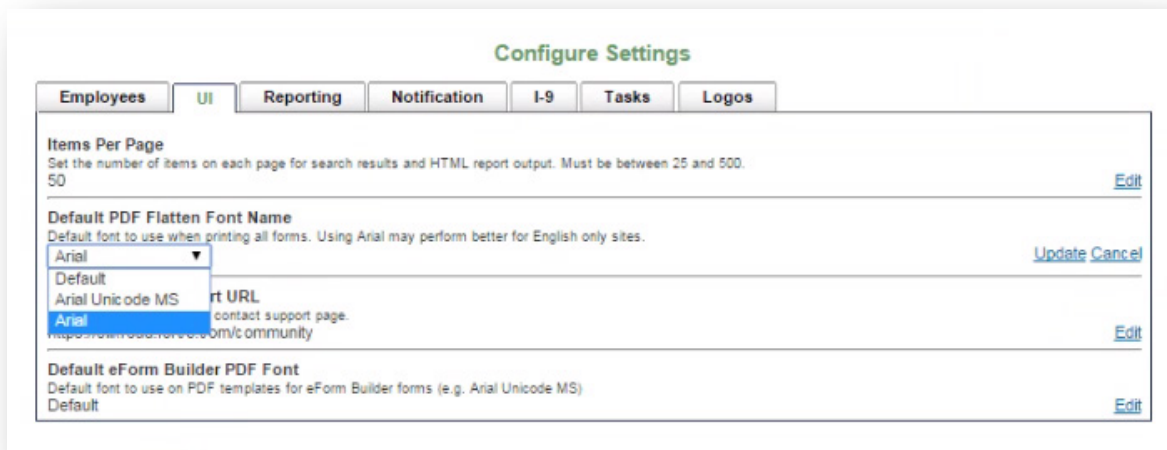 Configure Settings
Employees UI Reporting Notification I-9 Tasks Logos
Items Per Page
Set the number of items on each page for search results and HTML report output. Must be between 25 and 500.
50 Edit
Default PDF Flatten Font Name
Default font to use when printing all forms. Using Arial may perform better for English only sites.
Arial Update Cancel
Default
Arial Unicode MS URL
Arial contact support page.
/community Edit
Default eForm Builder PDF Font
Default font to use on PDF templates for eForm Builder forms (e.g. Arial Unicode MS)
Default Edit